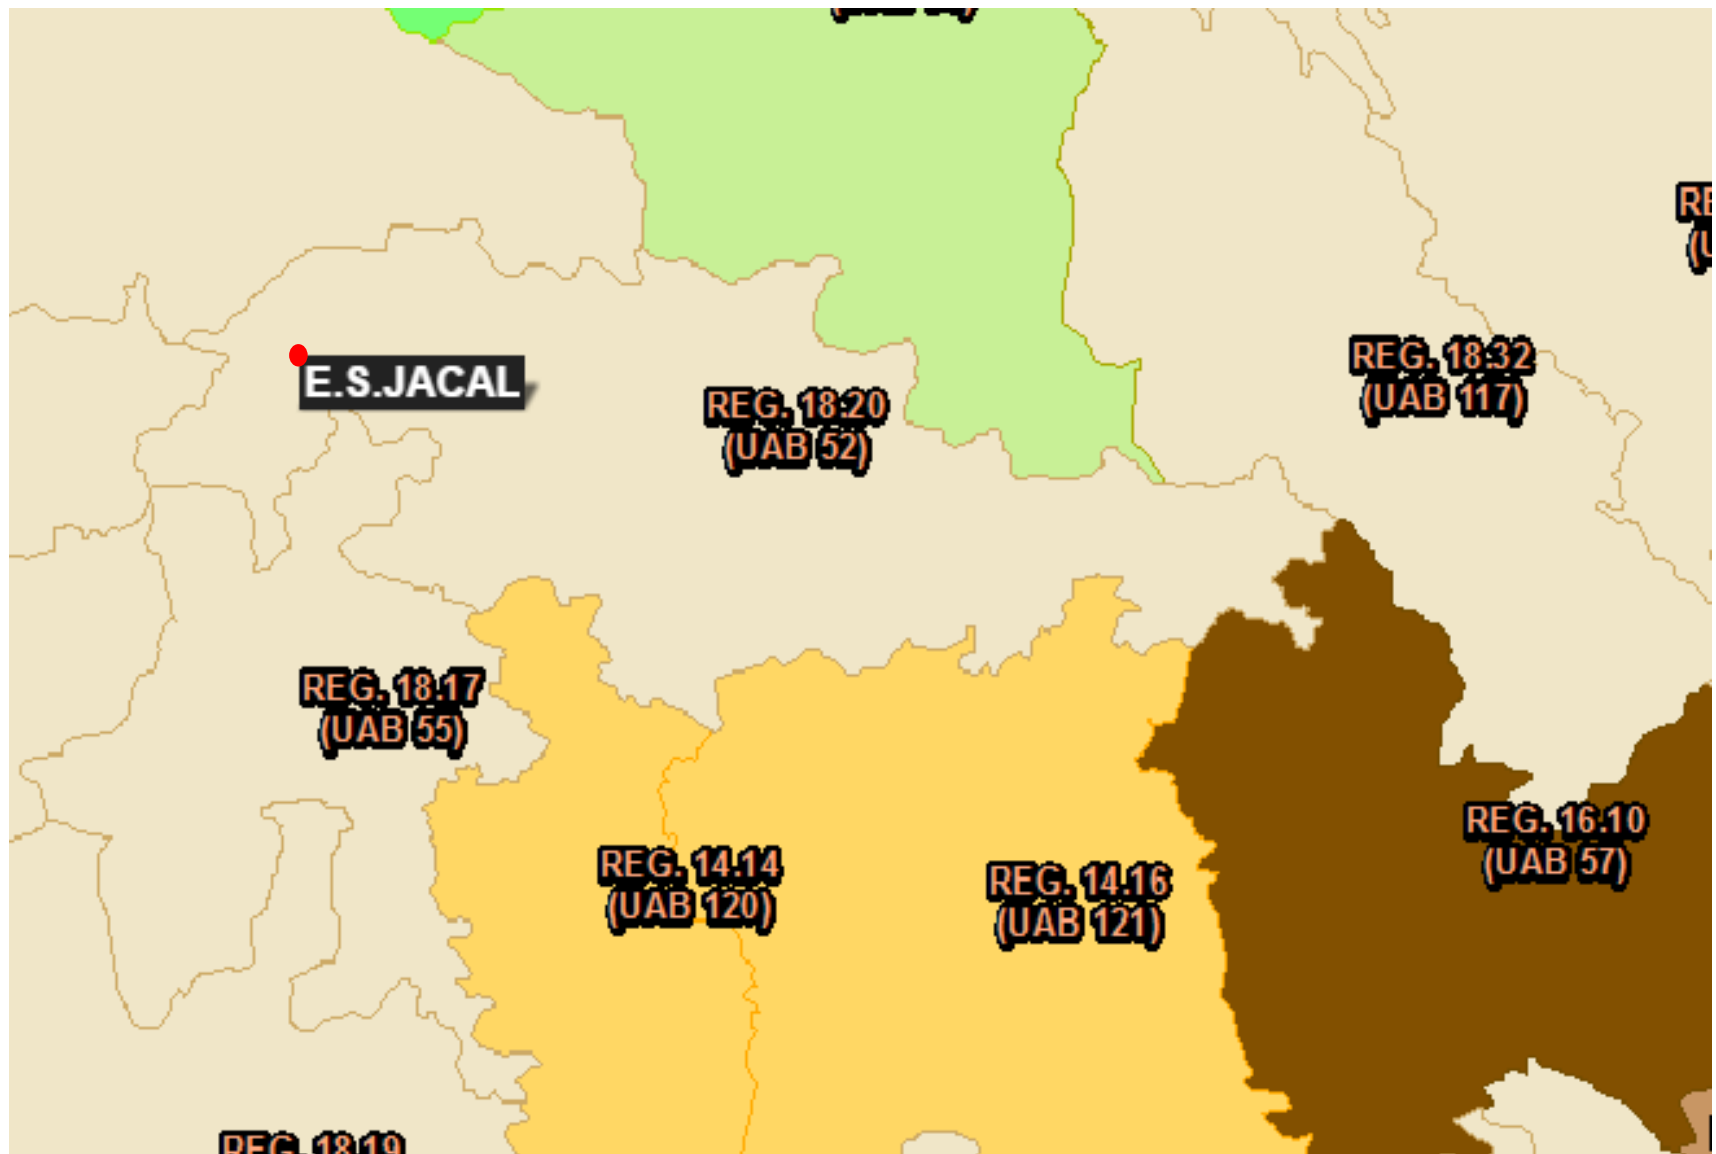 REG. 18.32
(UAB 117)
E.S.JACAL
REG. 18.20
(UAB 52)
REG. 18.17
(UAB 55)
REG. 16.10
(UAB 57)
REG. 14.14
(UAB 120)
REG. 14.16
(UAB 121)
REG. 18.19